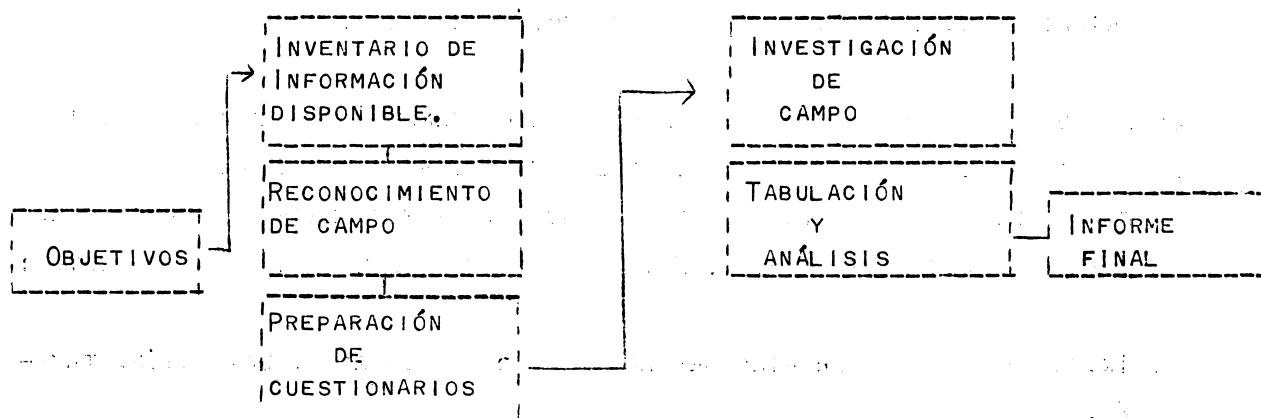 OBJETIVOS
INVENTARIO DE
INFORMACIÓN
DISPONIBLE.
RECONOCIMIENTO
DE CAMPO
PREPARACIÓN
DE
CUESTIONARIOS
INVESTIGACIÓN
DE
CAMPO
TABULACIÓN
Y
ANÁLISIS
INFORME
FINAL